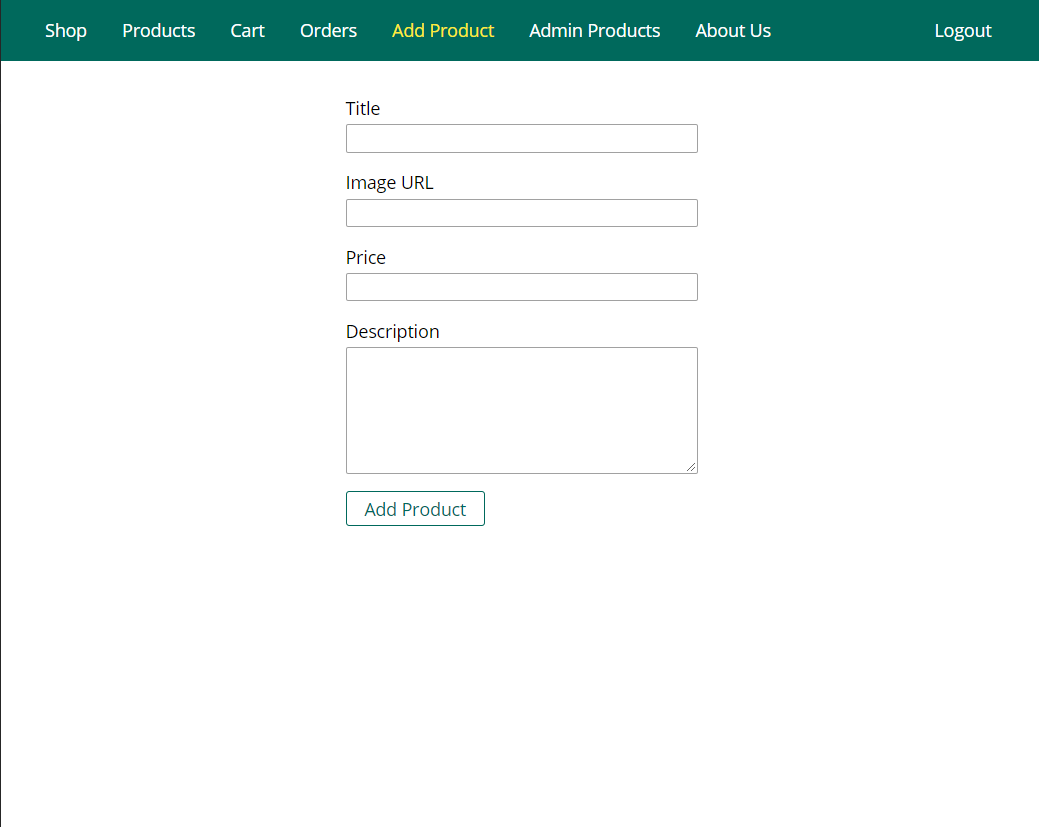 Shop Products Cart Orders Add Product Admin Products About Us Logout
Title
Image URL
Price
Description
Add Product